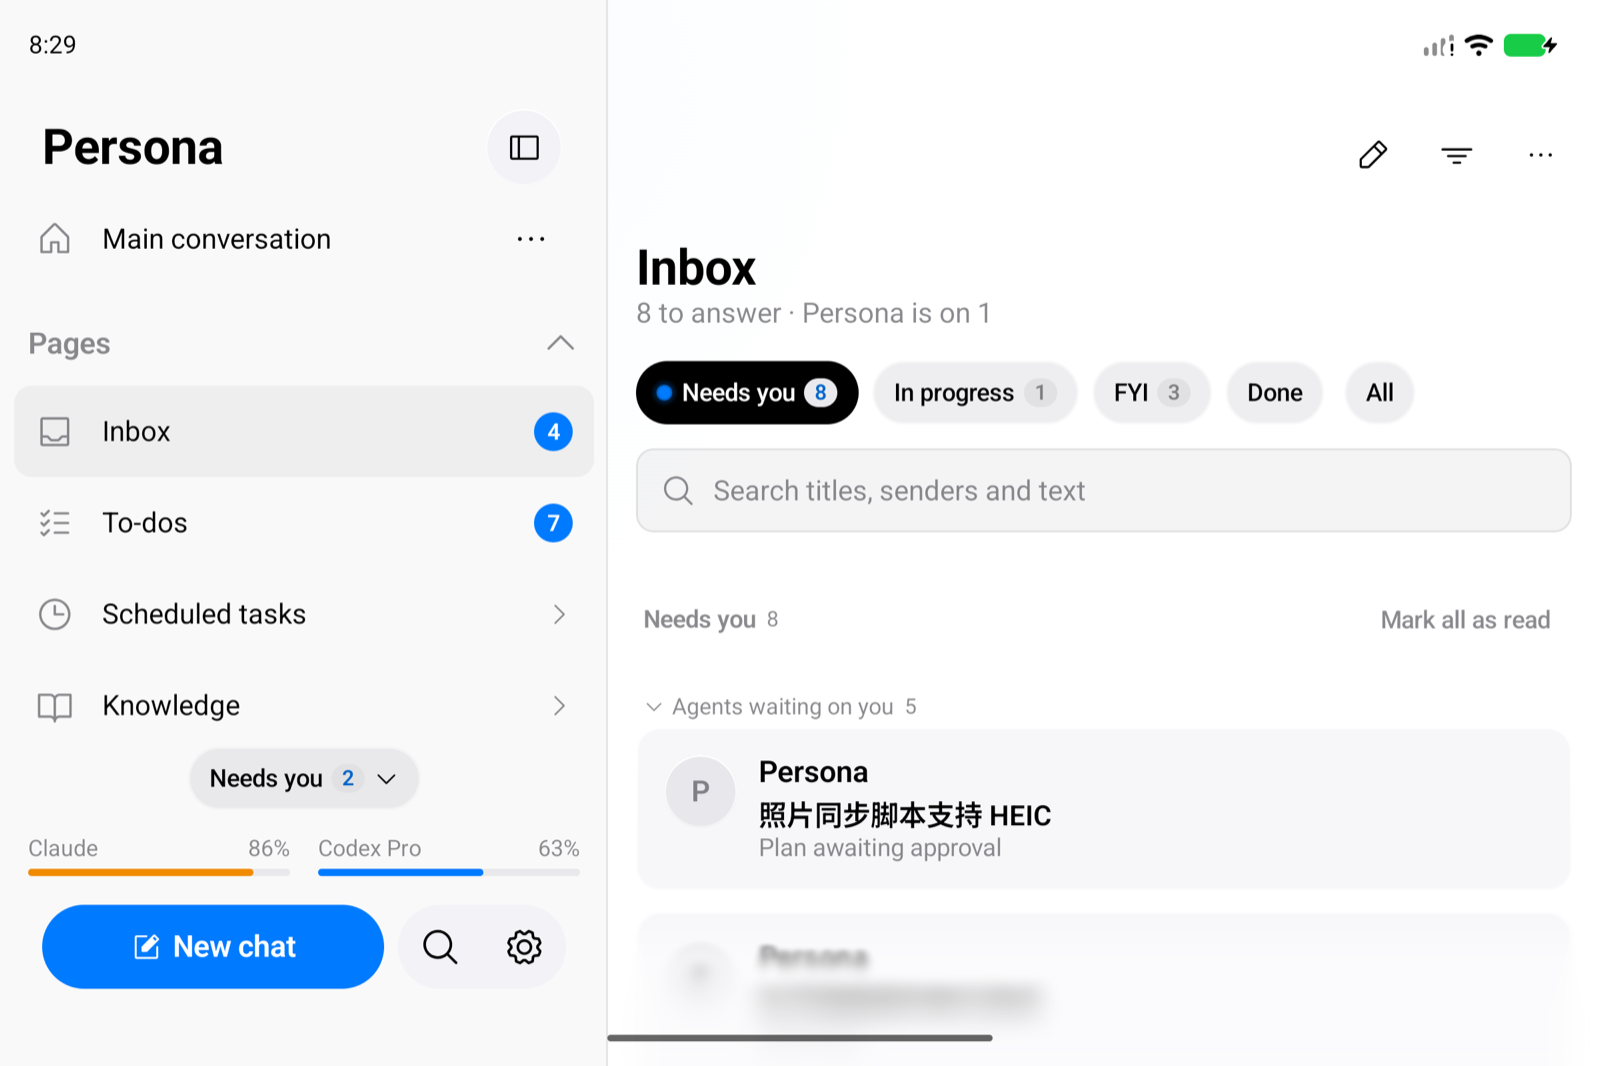 8:29
Persona
Main conversation
Pages
Inbox 4
To-dos 7
Scheduled tasks
Knowledge
Needs you 2
Claude 86% Codex Pro 63%
New chat
Inbox
8 to answer · Persona is on 1
Needs you 8 In progress 1 FYI 3 Done All
Search titles, senders and text
Needs you 8 Mark all as read
Agents waiting on you 5
P
Persona
照片同步脚本支持 HEIC
Plan awaiting approval
Persona